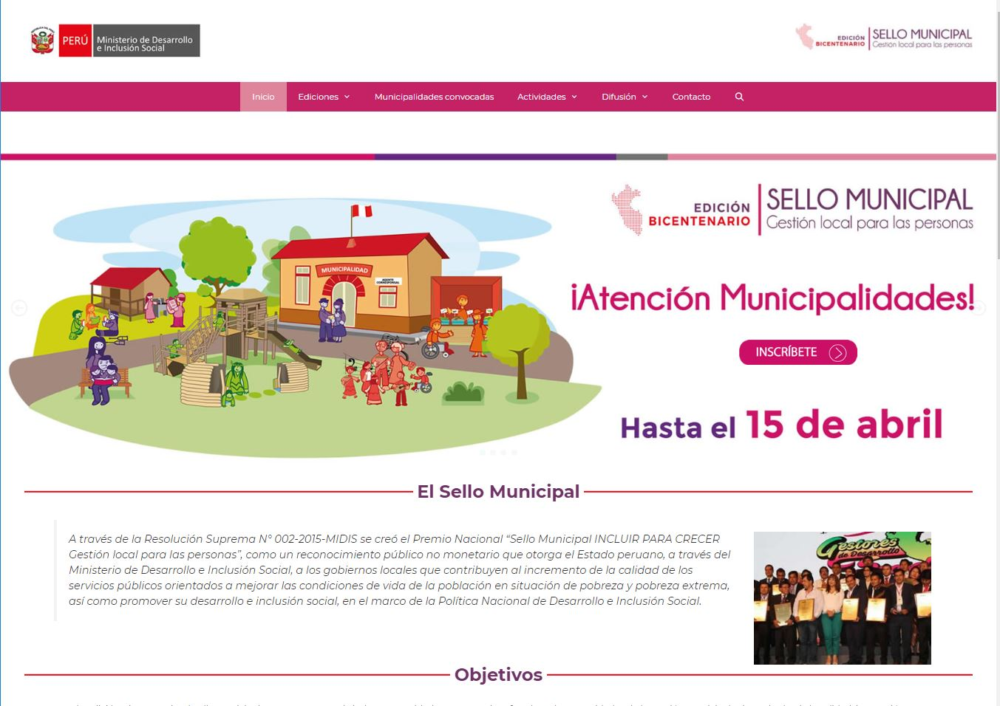 PERÚ
Ministerio de Desarrollo
e Inclusión Social
EDICIÓN
BICENTENARIO
SELLO MUNICIPAL
Gestión local para las personas
Inicio
Ediciones
Municipalidades convocadas
Actividades
Difusión
Contacto
EDICIÓN
BICENTENARIO
SELLO MUNICIPAL
Gestión local para las personas
MUNICIPALIDAD
AGENTE
CORRESPONSAL
¡Atención Municipalidades!
INSCRÍBETE
Hasta el 15 de abril
El Sello Municipal
A través de la Resolución Suprema N° 002-2015-MIDIS se creó el Premio Nacional “Sello Municipal INCLUIR PARA CRECER
Gestión local para las personas”, como un reconocimiento público no monetario que otorga el Estado peruano, a través del
Ministerio de Desarrollo e Inclusión Social, a los gobiernos locales que contribuyen al incremento de la calidad de los
servicios públicos orientados a mejorar las condiciones de vida de la población en situación de pobreza y pobreza extrema,
así como promover su desarrollo e inclusión social, en el marco de la Política Nacional de Desarrollo e Inclusión Social.
Gestores
de Desarrollo
Objetivos